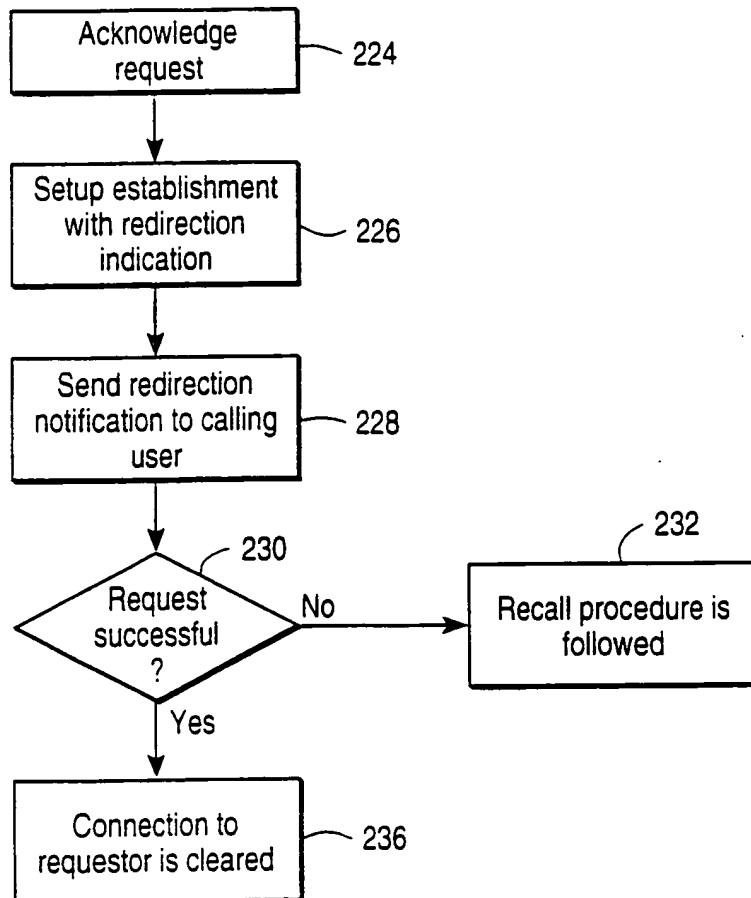 Acknowledge
request
224
Setup establishment
with redirection
indication
226
Send redirection
notification to calling
user
228
230
Request
successful
?
No
232
Recall procedure is
followed
Yes
Connection to
requestor is cleared
236